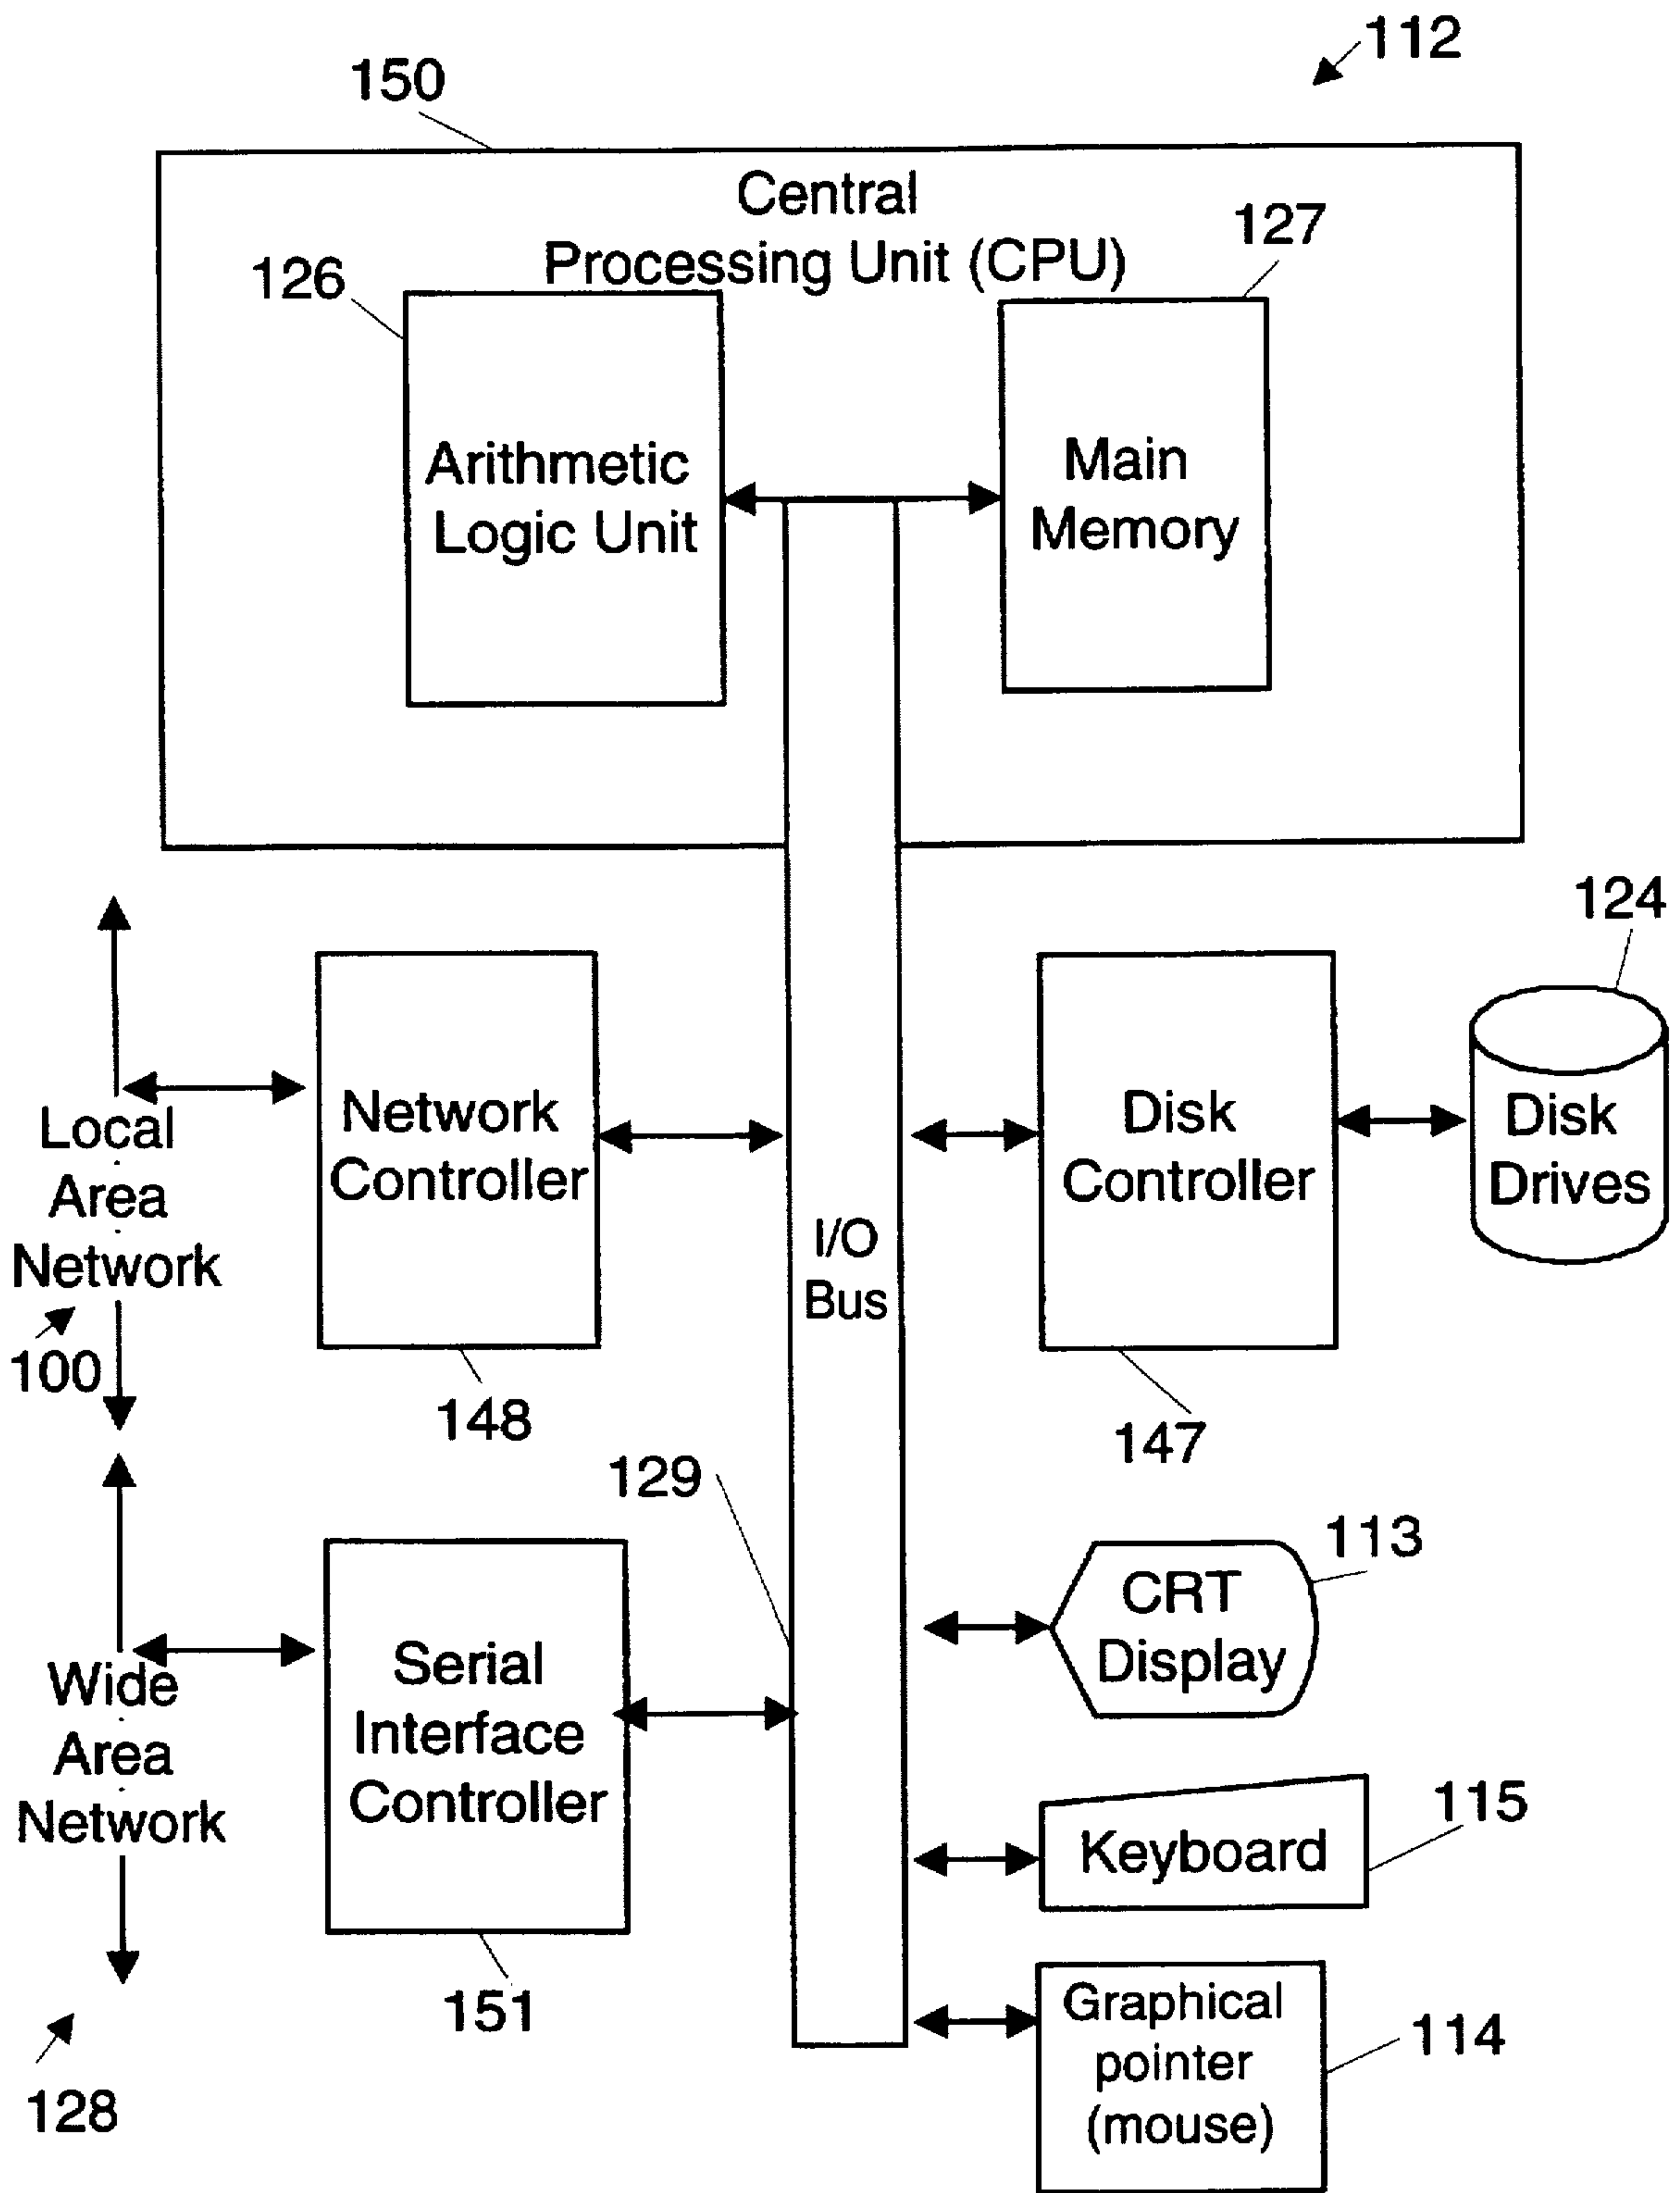 112
150
Central
Processing Unit (CPU)
126
127
Arithmetic
Logic Unit
Main
Memory
124
Local
Area
Network
100
Network
Controller
148
I/O
Bus
Disk
Controller
147
Disk
Drives
129
Wide
Area
Network
128
Serial
Interface
Controller
151
CRT
Display
113
Keyboard
115
Graphical
pointer
(mouse)
114